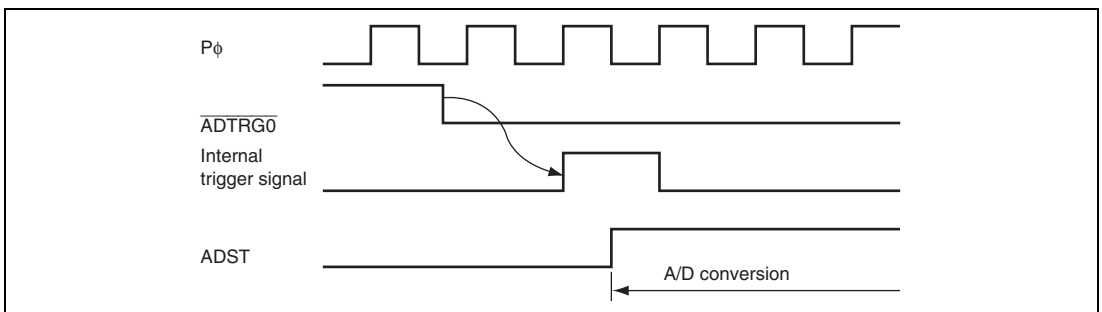 Pϕ
ADTRG0
Internal
trigger signal
ADST
A/D conversion